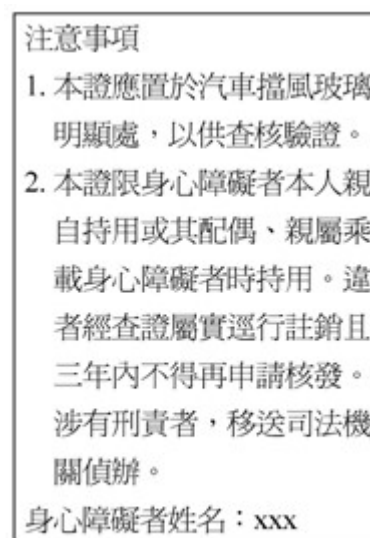 注意事項
1. 本證應置於汽車擋風玻璃
明顯處，以供查核驗證。
2. 本證限身心障礙者本人親
自持用或其配偶、親屬乘
載身心障礙者時持用。違
者經查證屬實逕行註銷且
三年內不得再申請核發。
涉有刑責者，移送司法機
關偵辦。
身心障礙者姓名：xxx